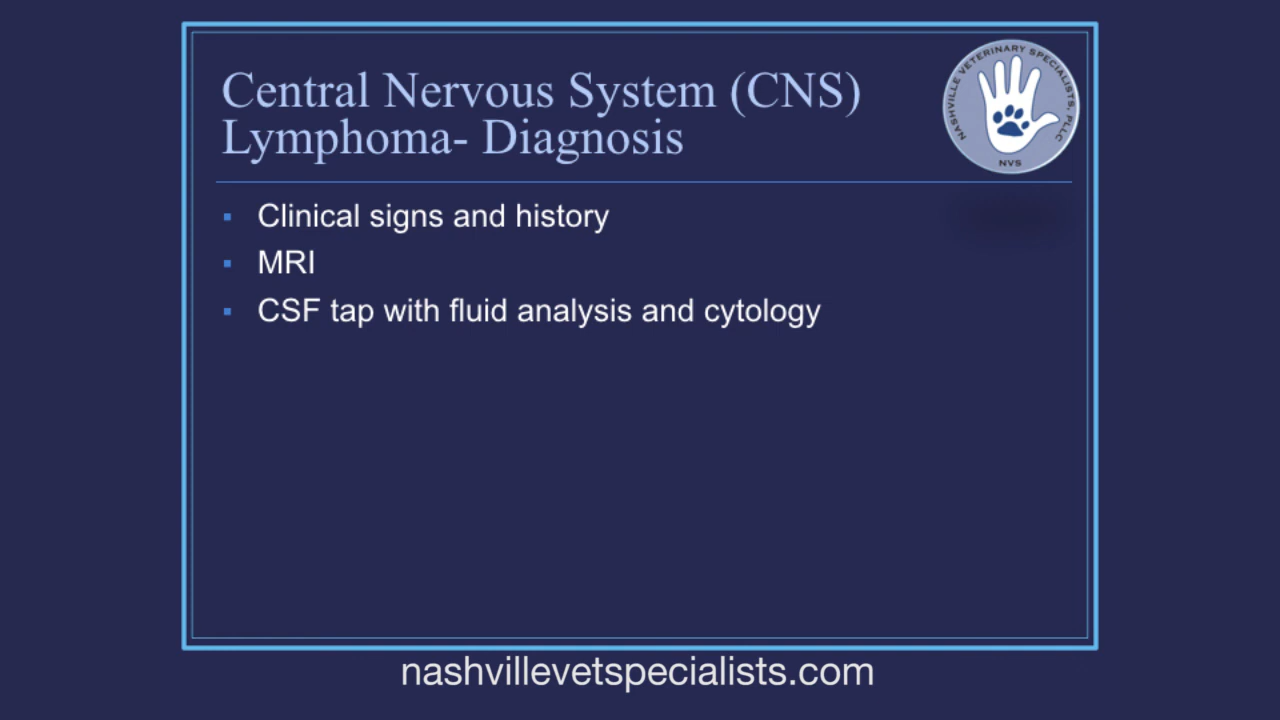 Central Nervous System (CNS)
Lymphoma- Diagnosis
NASHVILLE VETERINARY SPECIALISTS, PLLC
NVS
▪ Clinical signs and history
▪ MRI
▪ CSF tap with fluid analysis and cytology
nashvillevetspecialists.com